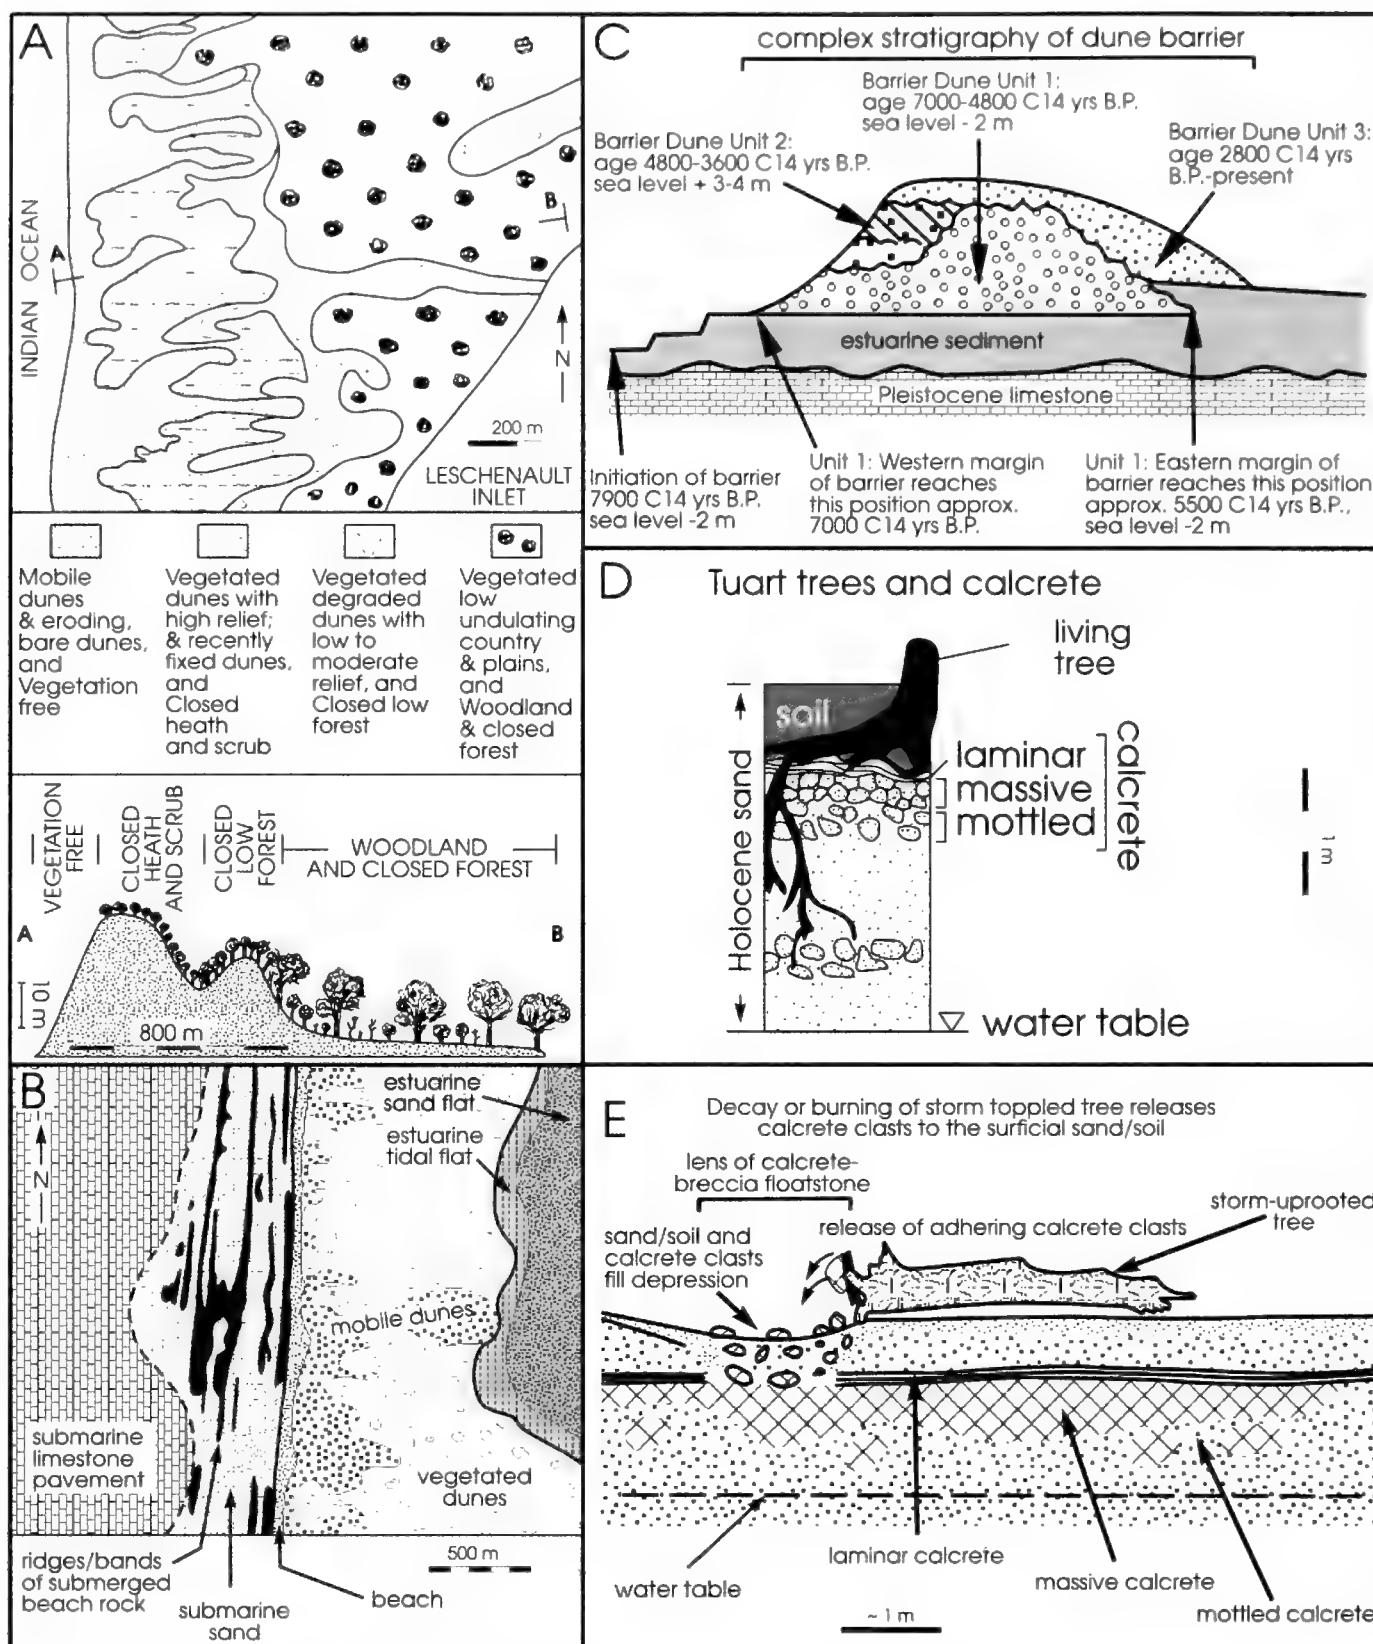 A
INDIAN OCEAN
A
B
N
200 m
LESCHENAULT
INLET
Mobile
dunes
& eroding,
bare dunes,
and
Vegetation
free
Vegetated
dunes with
high relief;
& recently
fixed dunes,
and
Closed
heath
and scrub
Vegetated
degraded
dunes with
low to
moderate
relief, and
Closed low
forest
Vegetated
low
undulating
country
& plains,
and
Woodland
& closed
forest
VEGETATION
FREE
CLOSED
HEATH
AND SCRUB
CLOSED
LOW
FOREST
WOODLAND
AND CLOSED FOREST
A
B
10 m
800 m
B
N
estuarine
sand flat
estuarine
tidal flat
mobile dunes
submarine
limestone
pavement
vegetated
dunes
ridges/bands
of submerged
beach rock
submarine
sand
beach
500 m
C
complex stratigraphy of dune barrier
Barrier Dune Unit 1:
age 7000-4800 C14 yrs B.P.
sea level - 2 m
Barrier Dune Unit 2:
age 4800-3600 C14 yrs B.P.
sea level + 3-4 m
Barrier Dune Unit 3:
age 2800 C14 yrs
B.P.-present
estuarine sediment
Pleistocene limestone
Initiation of barrier
7900 C14 yrs B.P.
sea level -2 m
Unit 1: Western margin
of barrier reaches
this position approx.
7000 C14 yrs B.P.
Unit 1: Eastern margin of
barrier reaches this position
approx. 5500 C14 yrs B.P.,
sea level -2 m
D
Tuart trees and calcrete
living
tree
soil
Holocene sand
laminar
massive
mottled
calcrete
1 m
water table
E
Decay or burning of storm toppled tree releases
calcrete clasts to the surficial sand/soil
lens of calcrete-
breccia floatstone
sand/soil and
calcrete clasts
fill depression
release of adhering calcrete clasts
storm-uprooted
tree
laminar calcrete
water table
massive calcrete
mottled calcrete
~ 1 m